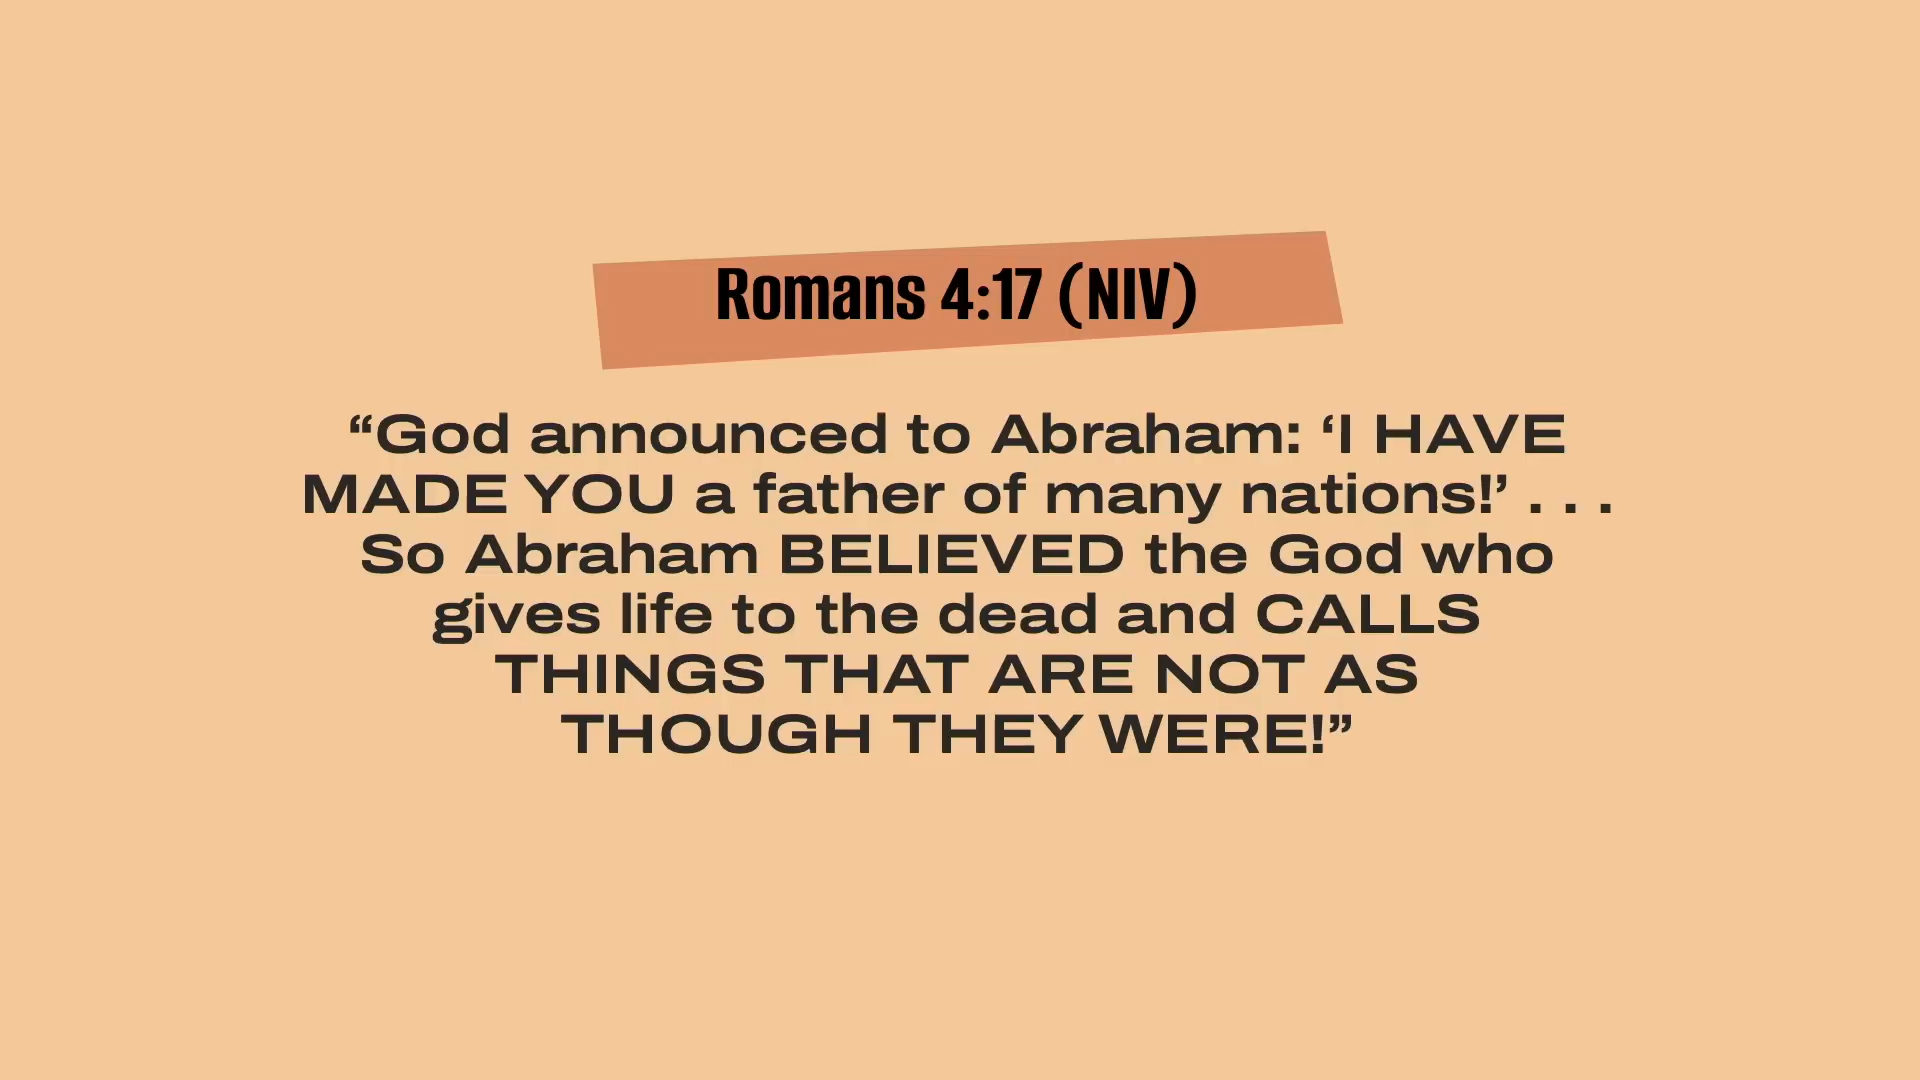 Romans 4:17 (NIV)
“God announced to Abraham: ‘I HAVE
MADE YOU a father of many nations!’ . . .
So Abraham BELIEVED the God who
gives life to the dead and CALLS
THINGS THAT ARE NOT AS
THOUGH THEY WERE!”